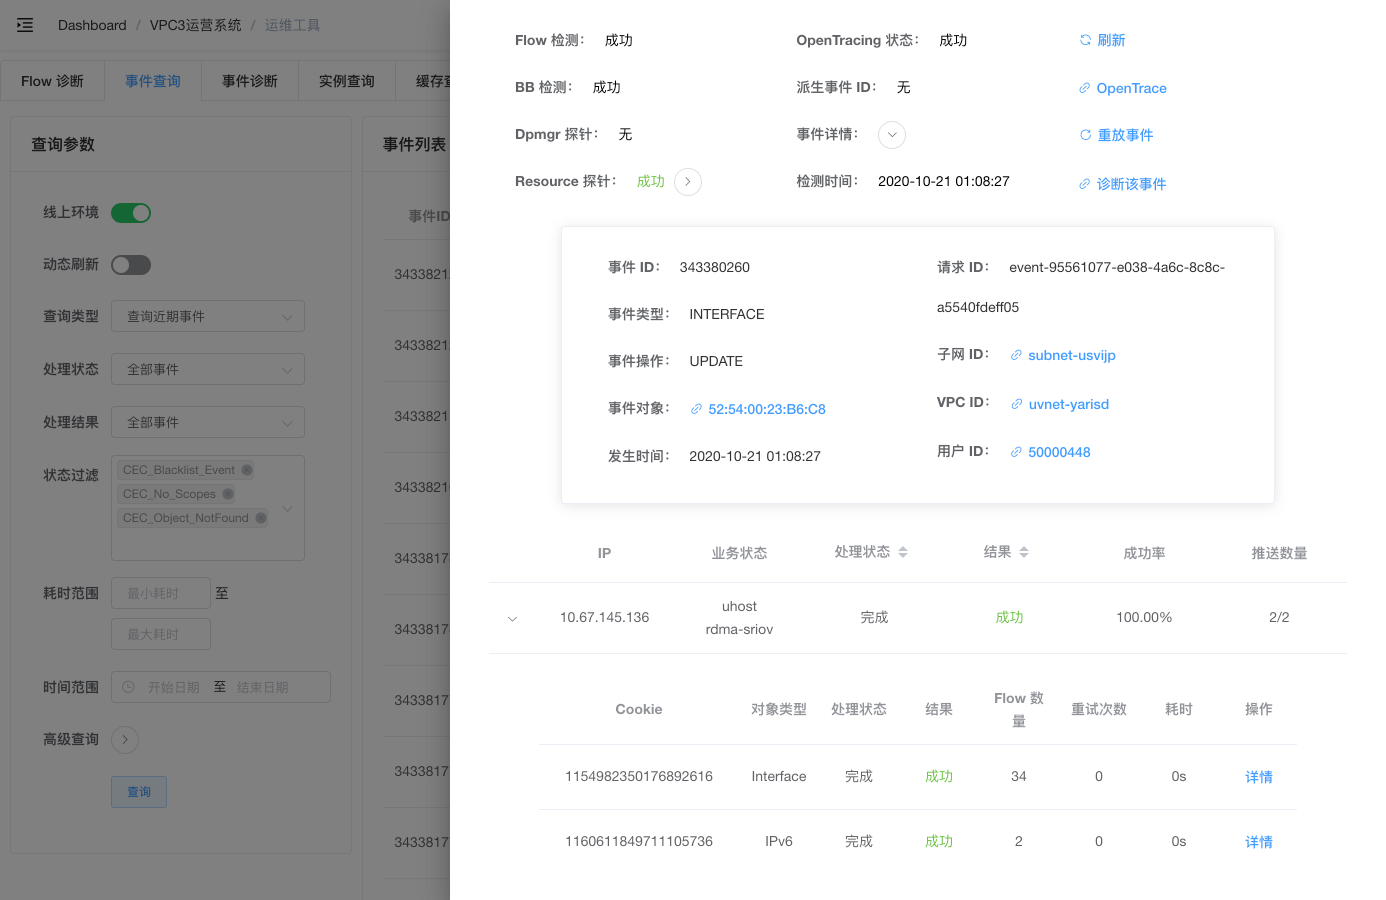 Dashboard / VPC3运营系统 / 运维工具
Flow 诊断
事件查询
事件诊断
实例查询
查询参数
线上环境
动态刷新
查询类型
查询近期事件
处理状态
全部事件
处理结果
全部事件
状态过滤
CEC_Blacklist_Event
CEC_No_Scopes
CEC_Object_NotFound
耗时范围
最小耗时
至
最大耗时
时间范围
开始日期 至 结束日期
高级查询
查询
事件列表
事件ID
Flow 检测： 成功
OpenTracing 状态： 成功
刷新
BB 检测： 成功
派生事件 ID： 无
OpenTrace
Dpmgr 探针： 无
事件详情：
重放事件
Resource 探针： 成功
检测时间： 2020-10-21 01:08:27
诊断该事件
事件 ID： 343380260
事件类型： INTERFACE
事件操作： UPDATE
事件对象： 52:54:00:23:B6:C8
发生时间： 2020-10-21 01:08:27
请求 ID： event-95561077-e038-4a6c-8c8c-
a5540fdeff05
子网 ID： subnet-usvijp
VPC ID： uvnet-yarisd
用户 ID： 50000448
IP 业务状态 处理状态 结果 成功率 推送数量
10.67.145.136 uhost 完成 成功 100.00% 2/2
rdma-sriov
Cookie 对象类型 处理状态 结果 Flow 数 重试次数 耗时 操作
量
1154982350176892616 Interface 完成 成功 34 0 0s 详情
1160611849711105736 IPv6 完成 成功 2 0 0s 详情